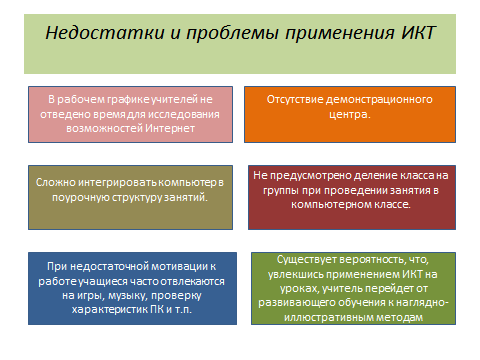 Недостатки и проблемы применения ИКТ
В рабочем графике учителей не
отведено время для исследования
возможностей Интернет
Отсутствие демонстрационного
центра.
Сложно интегрировать компьютер в
поурочную структуру занятий.
Не предусмотрено деление класса на
группы при проведении занятия в
компьютерном классе.
При недостаточной мотивации к
работе учащиеся часто отвлекаются
на игры, музыку, проверку
характеристик ПК и т.п.
Существует вероятность, что,
увлекшись применением ИКТ на
уроках, учитель перейдет от
развивающего обучения к наглядно-
иллюстративным методам